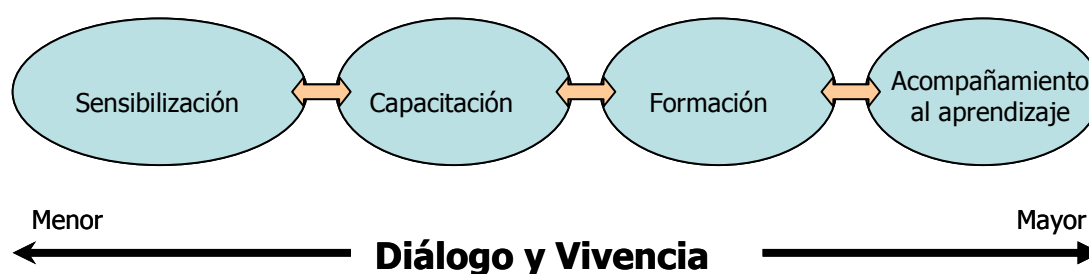 Sensibilización
Capacitación
Formación
Acompañamiento
al aprendizaje
Menor
Mayor
Diálogo y Vivencia